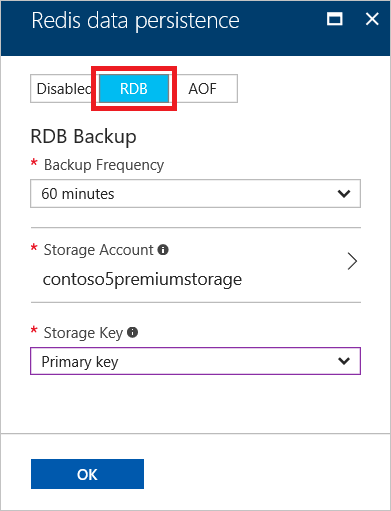 Redis data persistence
Disabled RDB AOF
RDB Backup
* Backup Frequency
60 minutes
* Storage Account
contoso5premiumstorage
* Storage Key
Primary key
OK